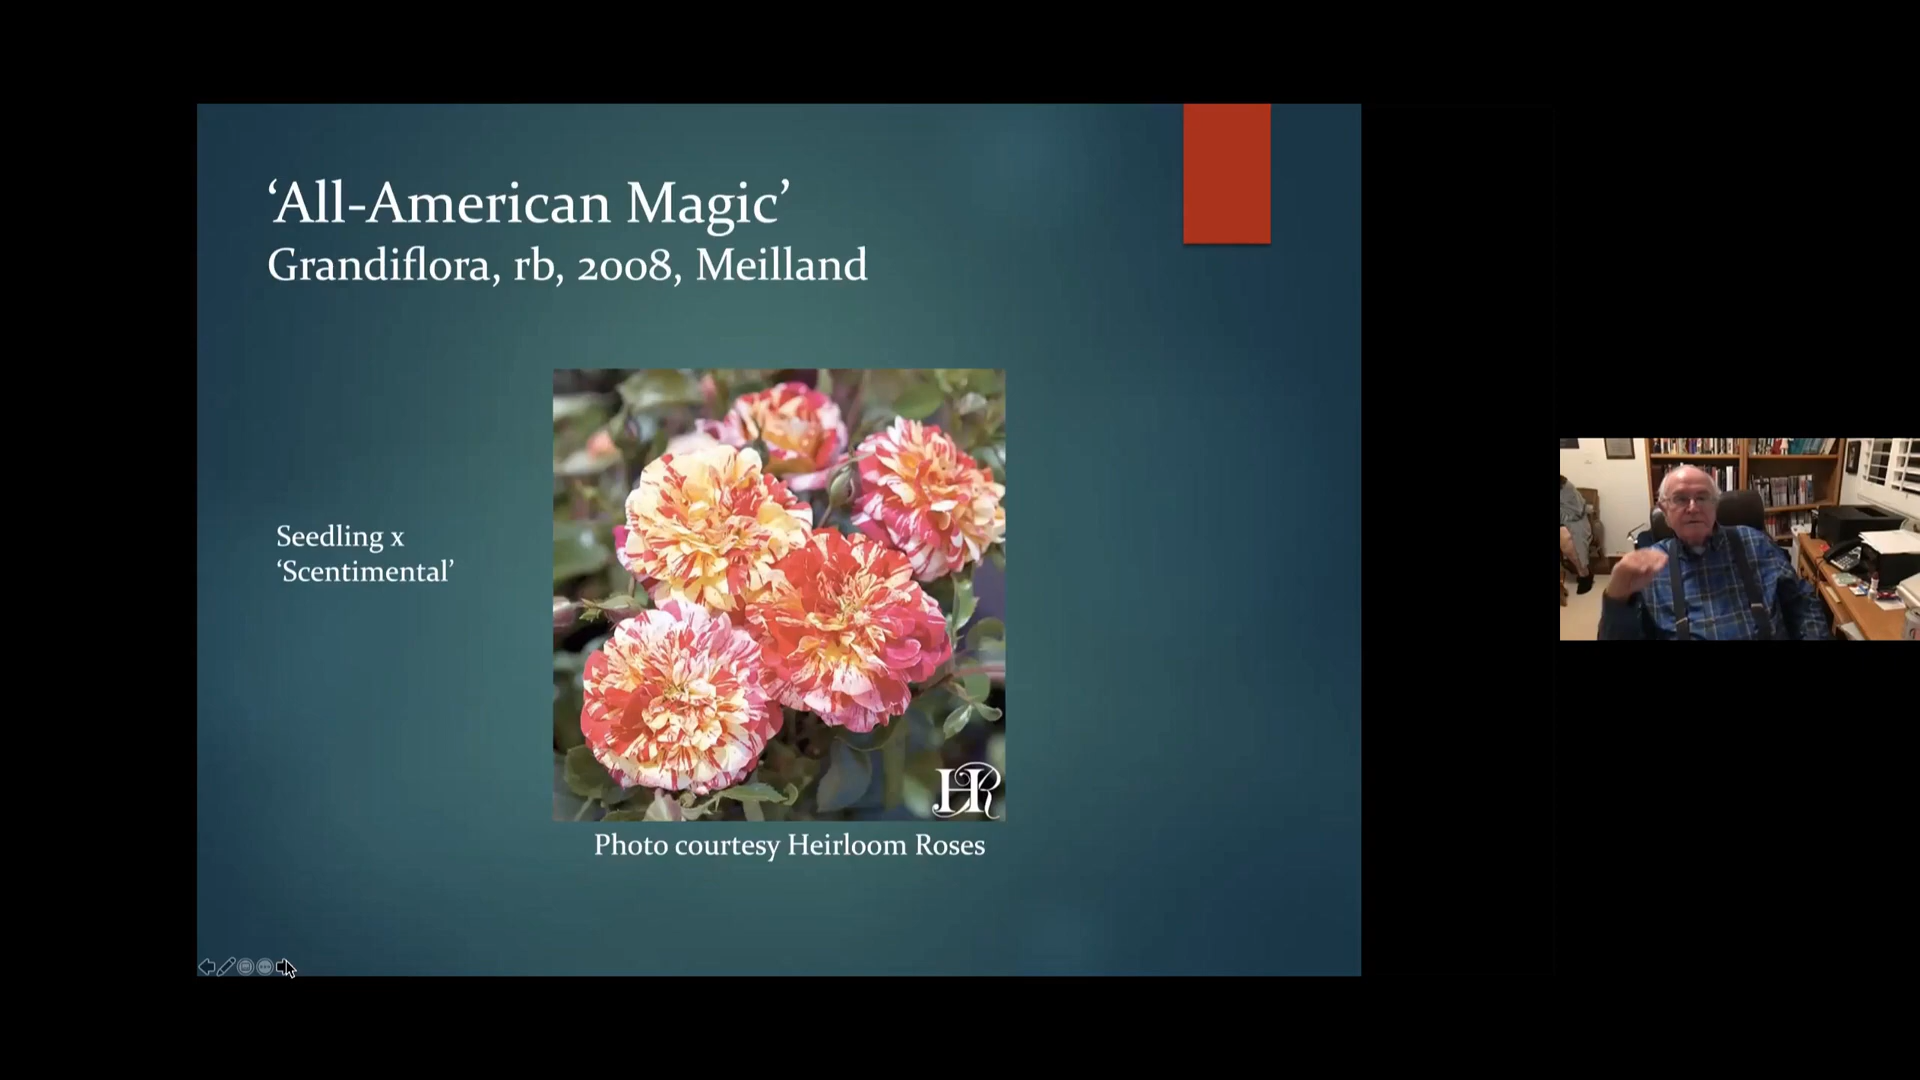 ‘All-American Magic’
Grandiflora, rb, 2008, Meilland
Seedling x
‘Scentimental’
HR
Photo courtesy Heirloom Roses